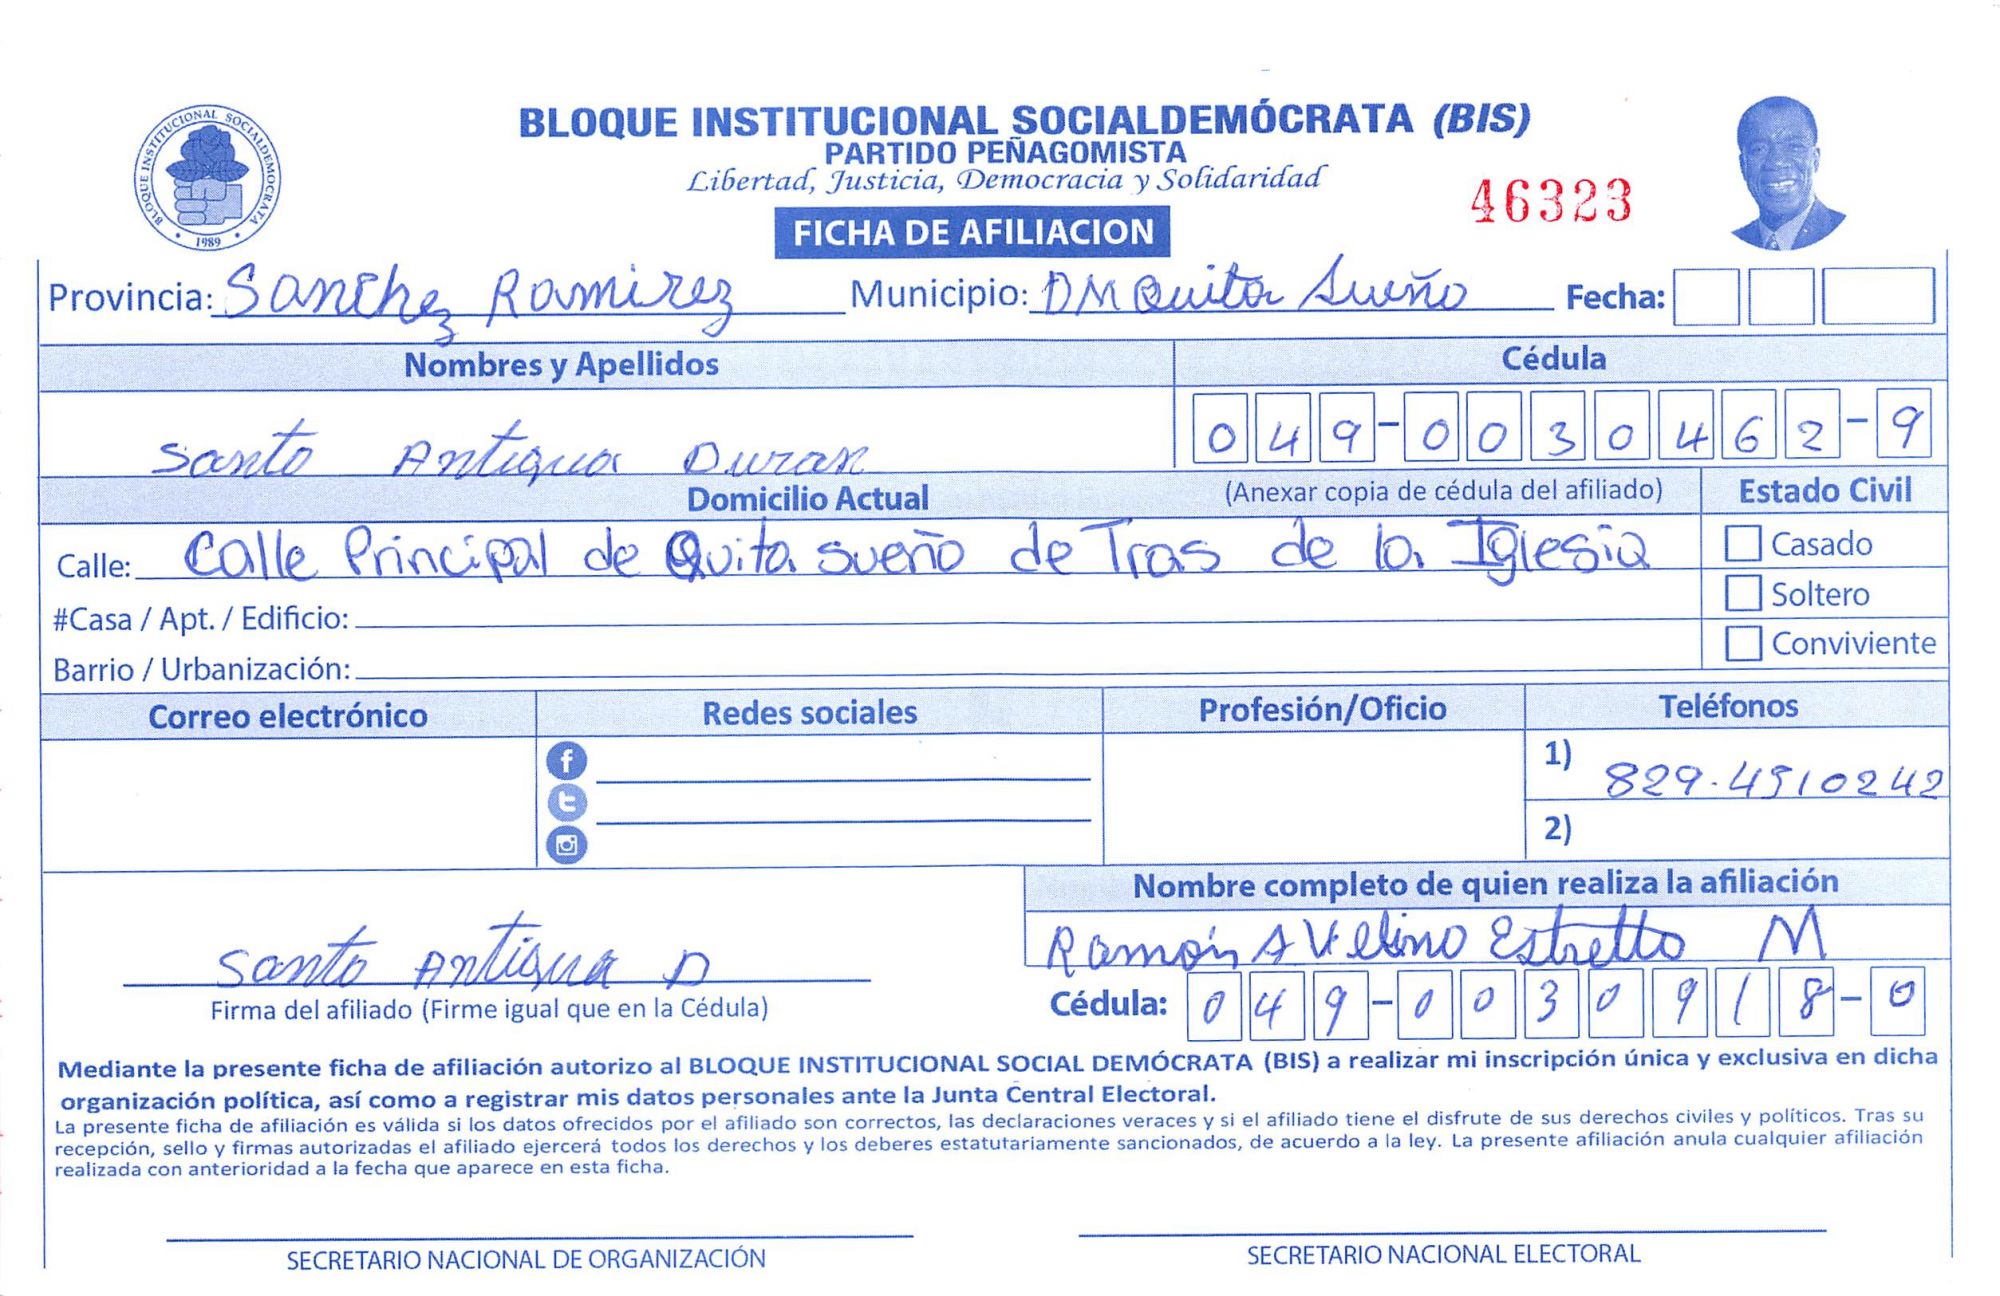 BLOQUE INSTITUCIONAL SOCIALDEMÓCRATA
1989
BLOQUE INSTITUCIONAL SOCIALDEMÓCRATA (BIS)
PARTIDO PEÑAGOMISTA
Libertad, Justicia, Democracia y Solidaridad
46323
FICHA DE AFILIACION
Provincia: Sanchez Ramirez Municipio: DM Quita Sueño Fecha:
Nombres y Apellidos Cédula
Santo Antigua Duran 049-0030462-9
Domicilio Actual (Anexar copia de cédula del afiliado) Estado Civil
Calle: Calle Principal de Quita sueño de Tras de la Iglesia Casado
#Casa / Apt. / Edificio: Soltero
Barrio / Urbanización: Conviviente
Correo electrónico Redes sociales Profesión/Oficio Teléfonos
1) 829-4510242
2)
Nombre completo de quien realiza la afiliación
Ramón Avelino Estrella M
Santo Antigua D
Firma del afiliado (Firme igual que en la Cédula) Cédula: 049-0030918-0
Mediante la presente ficha de afiliación autorizo al BLOQUE INSTITUCIONAL SOCIAL DEMÓCRATA (BIS) a realizar mi inscripción única y exclusiva en dicha
organización política, así como a registrar mis datos personales ante la Junta Central Electoral.
La presente ficha de afiliación es válida si los datos ofrecidos por el afiliado son correctos, las declaraciones veraces y si el afiliado tiene el disfrute de sus derechos civiles y políticos. Tras su
recepción, sello y firmas autorizadas el afiliado ejercerá todos los derechos y los deberes estatutariamente sancionados, de acuerdo a la ley. La presente afiliación anula cualquier afiliación
realizada con anterioridad a la fecha que aparece en esta ficha.
SECRETARIO NACIONAL DE ORGANIZACIÓN SECRETARIO NACIONAL ELECTORAL